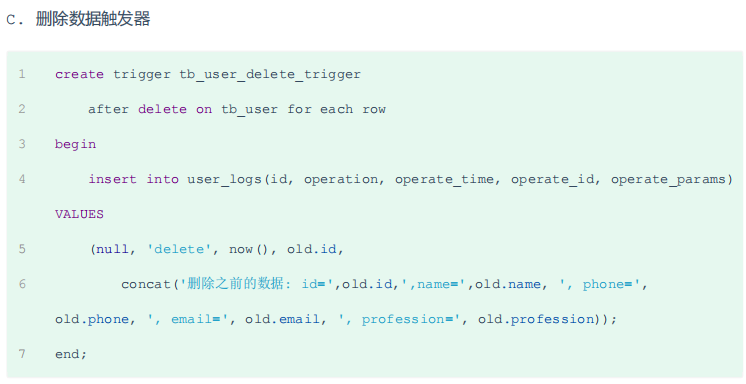 C. 删除数据触发器
1 create trigger tb_user_delete_trigger
2 after delete on tb_user for each row
3 begin
4 insert into user_logs(id, operation, operate_time, operate_id, operate_params)
VALUES
5 (null, 'delete', now(), old.id,
6 concat('删除之前的数据: id=',old.id,',name=',old.name, ', phone=',
old.phone, ', email=', old.email, ', profession=', old.profession));
7 end;